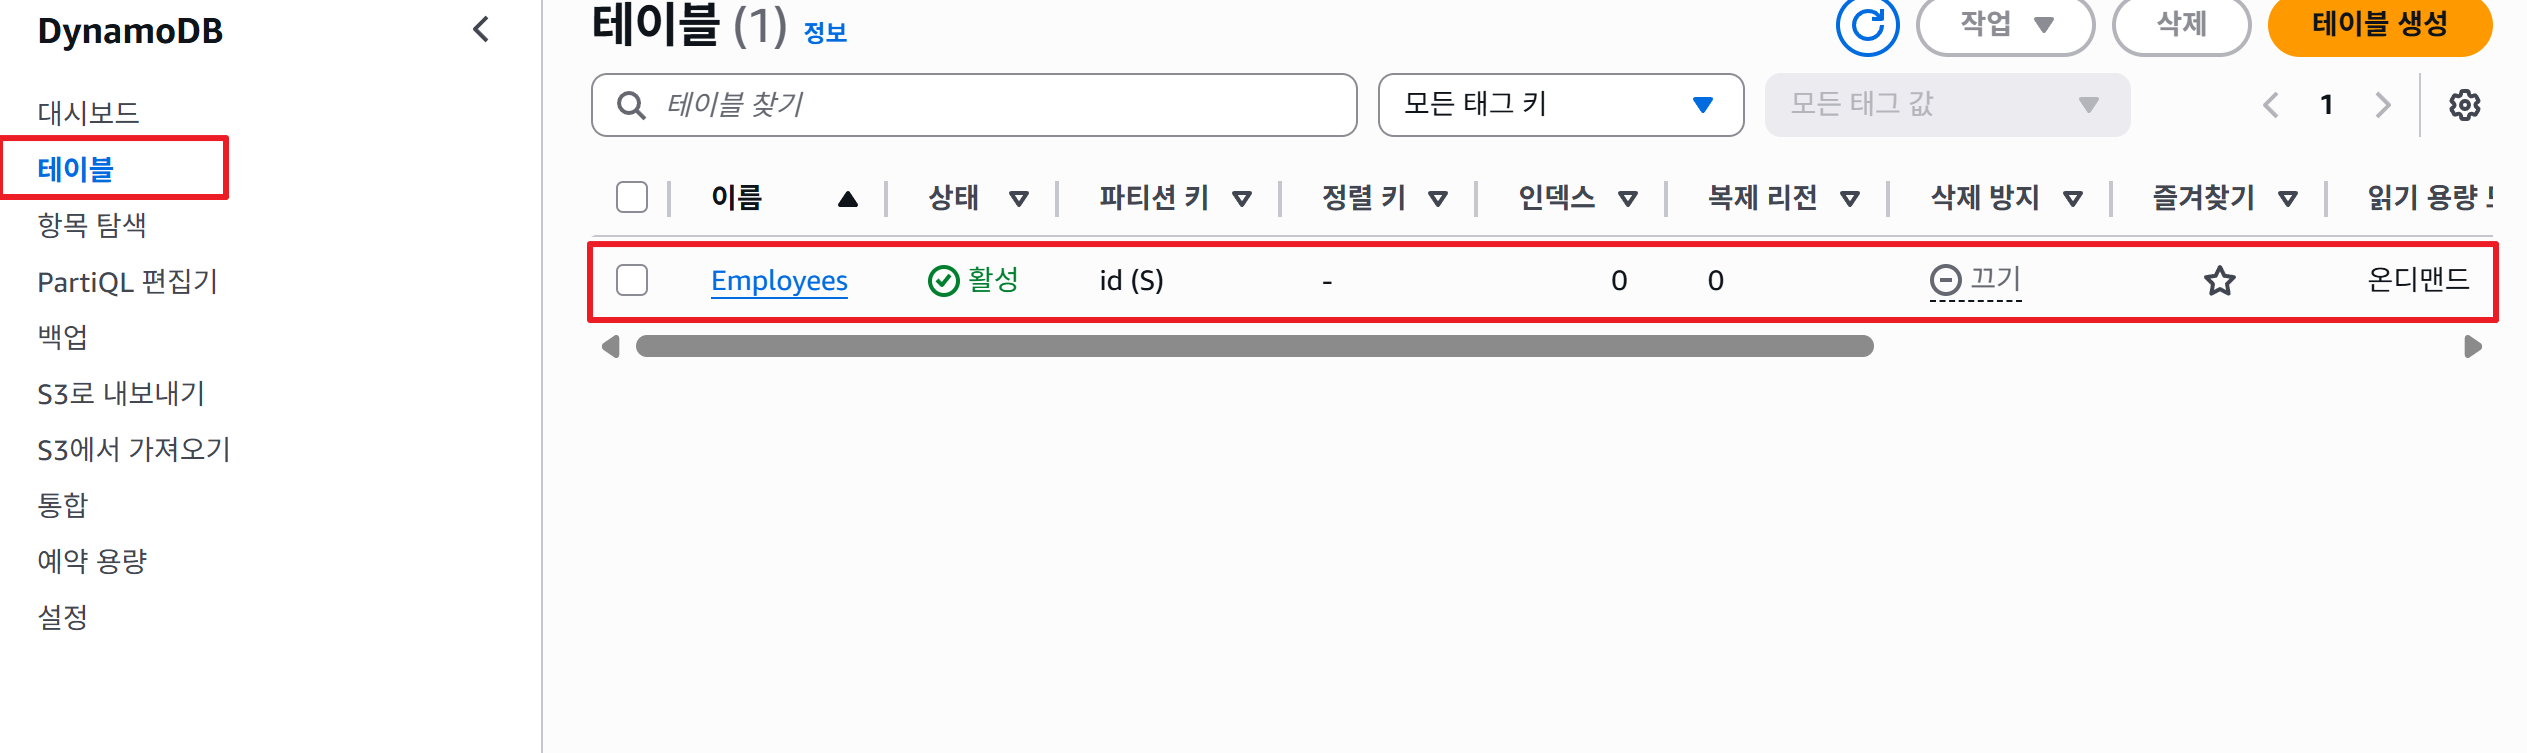 DynamoDB
대시보드
테이블
항목 탐색
PartiQL 편집기
백업
S3로 내보내기
S3에서 가져오기
통합
예약 용량
설정
테이블 (1) 정보
작업 삭제 테이블 생성
테이블 찾기 모든 태그 키 모든 태그 값 1
이름 상태 파티션 키 정렬 키 인덱스 복제 리전 삭제 방지 즐겨찾기 읽기 용량
Employees 활성 id (S) - 0 0 끄기 온디맨드